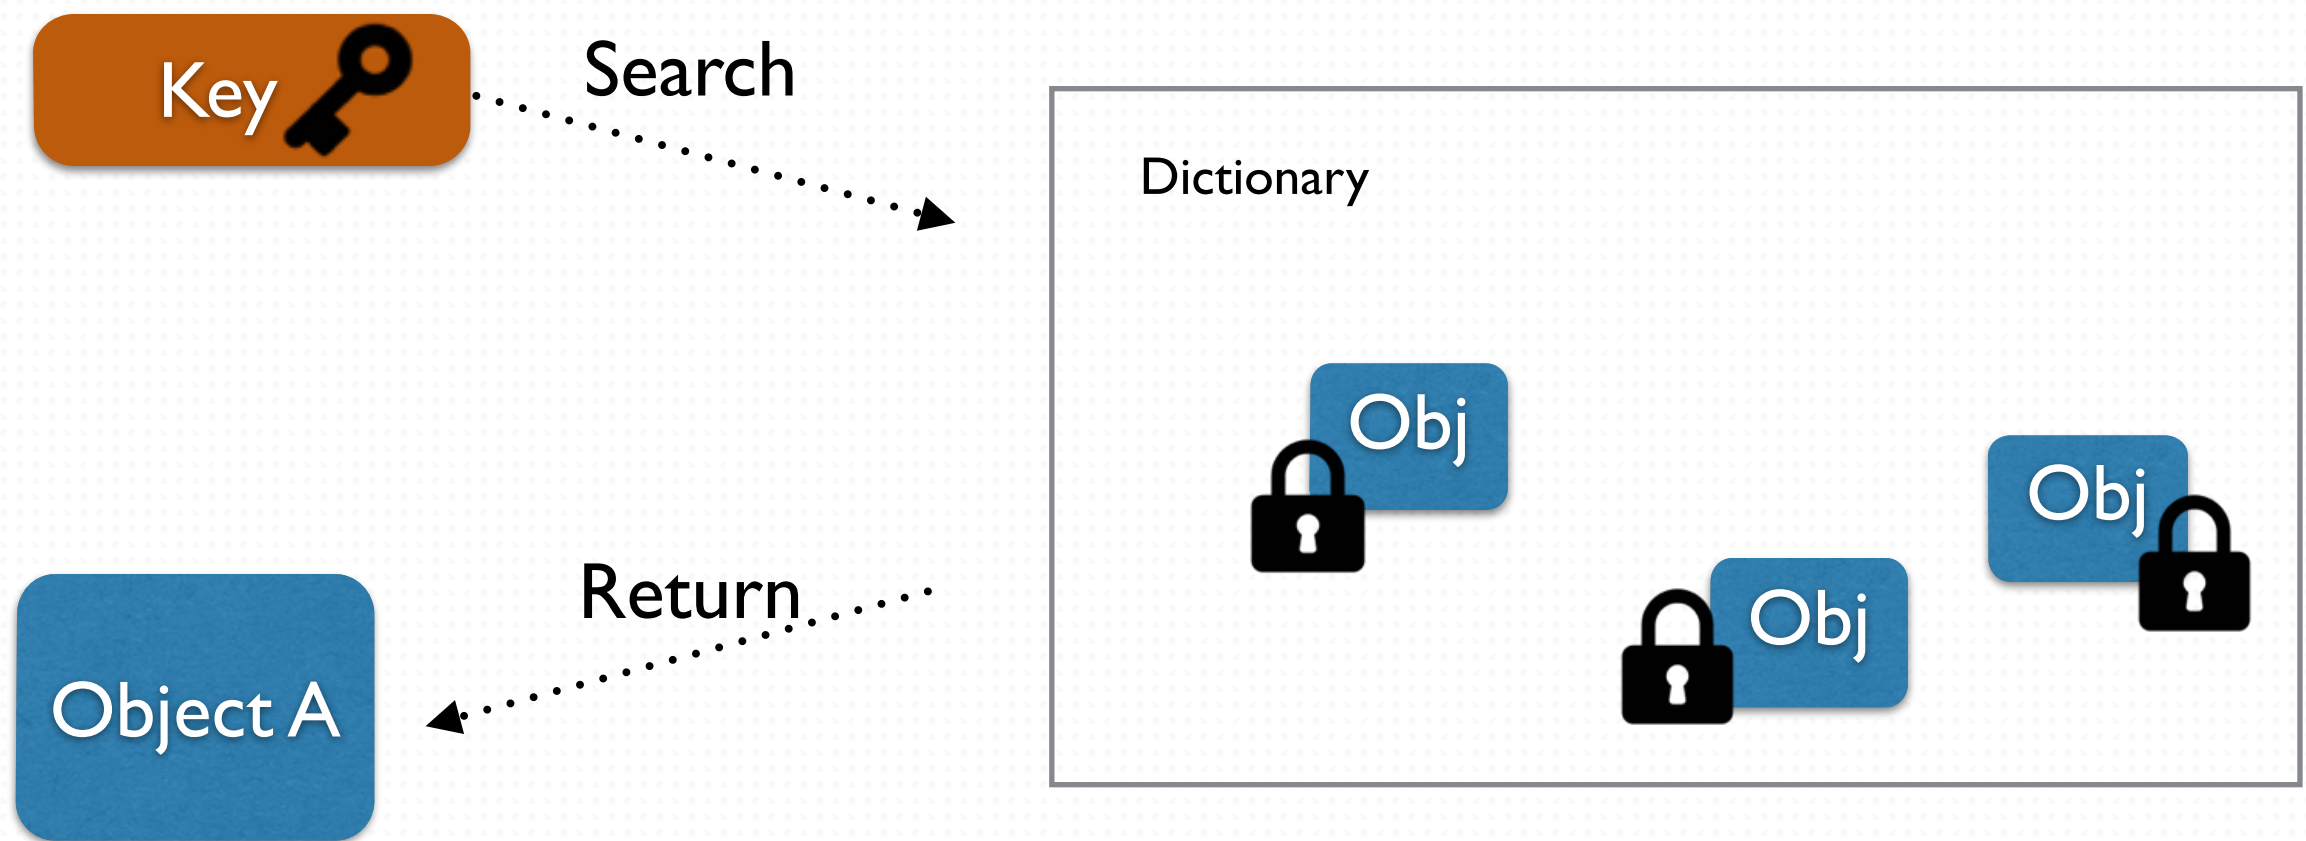 Key
Search
Dictionary
Obj
Obj
Obj
Return
Object A